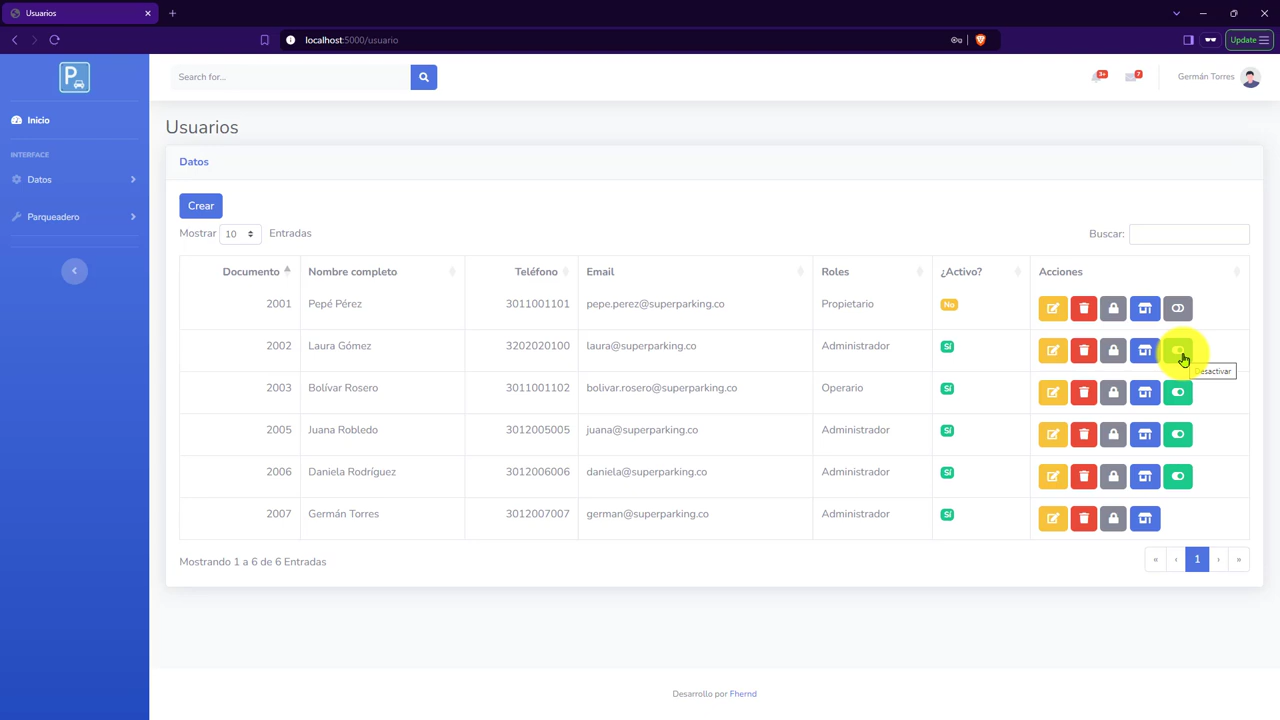 Usuarios
localhost:5000/usuario
Update
P
Search for...
3+
7
Germán Torres
Inicio
INTERFACE
Datos
Parqueadero
Usuarios
Datos
Crear
Mostrar 10 Entradas
Buscar:
Documento Nombre completo Teléfono Email Roles ¿Activo? Acciones
2001 Pepé Pérez 3011001101 pepe.perez@superparking.co Propietario No
2002 Laura Gómez 3202020100 laura@superparking.co Administrador Sí
Desactivar
2003 Bolívar Rosero 3011001102 bolivar.rosero@superparking.co Operario Sí
2005 Juana Robledo 3012005005 juana@superparking.co Administrador Sí
2006 Daniela Rodríguez 3012006006 daniela@superparking.co Administrador Sí
2007 Germán Torres 3012007007 german@superparking.co Administrador Sí
Mostrando 1 a 6 de 6 Entradas
« ‹ 1 › »
Desarrollo por Fhernd